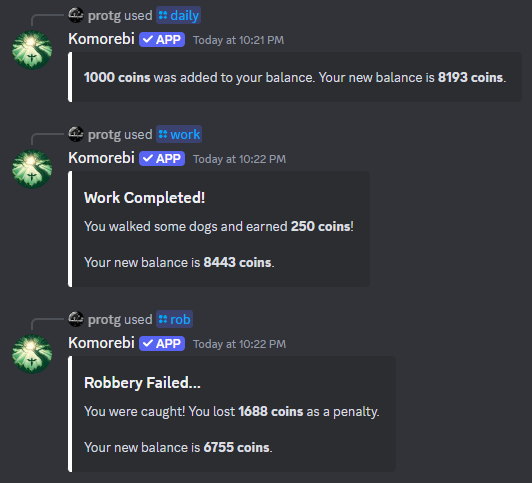 protg used daily
Komorebi ✓ APP Today at 10:21 PM
1000 coins was added to your balance. Your new balance is 8193 coins.
protg used work
Komorebi ✓ APP Today at 10:22 PM
Work Completed!
You walked some dogs and earned 250 coins!
Your new balance is 8443 coins.
protg used rob
Komorebi ✓ APP Today at 10:22 PM
Robbery Failed...
You were caught! You lost 1688 coins as a penalty.
Your new balance is 6755 coins.